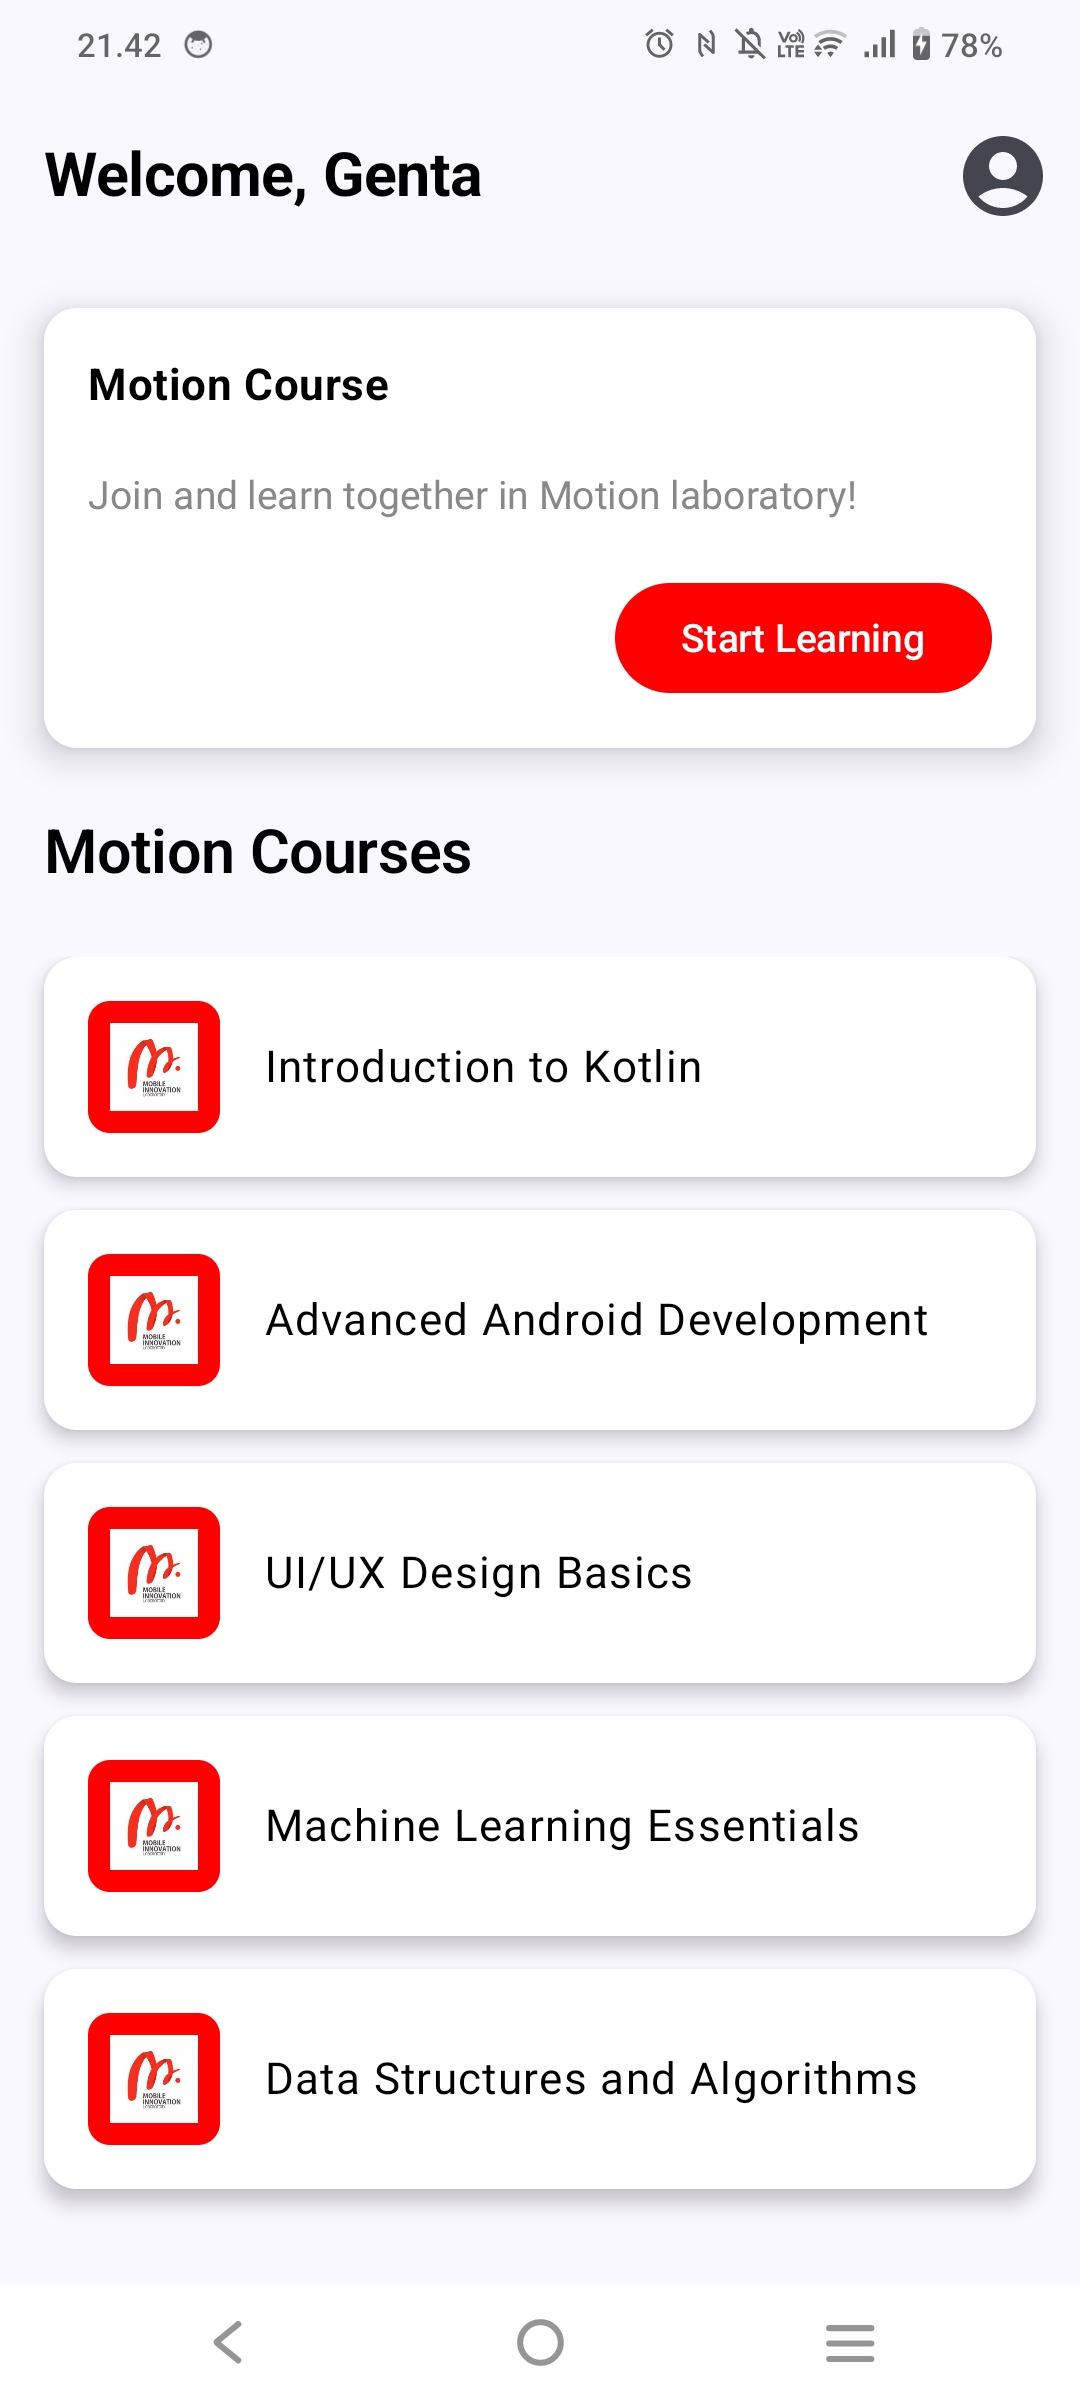 21.42
Vo) LTE 78%
Welcome, Genta
Motion Course
Join and learn together in Motion laboratory!
Start Learning
Motion Courses
MOBILE
INNOVATION
Introduction to Kotlin
MOBILE
INNOVATION
Advanced Android Development
MOBILE
INNOVATION
UI/UX Design Basics
MOBILE
INNOVATION
Machine Learning Essentials
MOBILE
INNOVATION
Data Structures and Algorithms